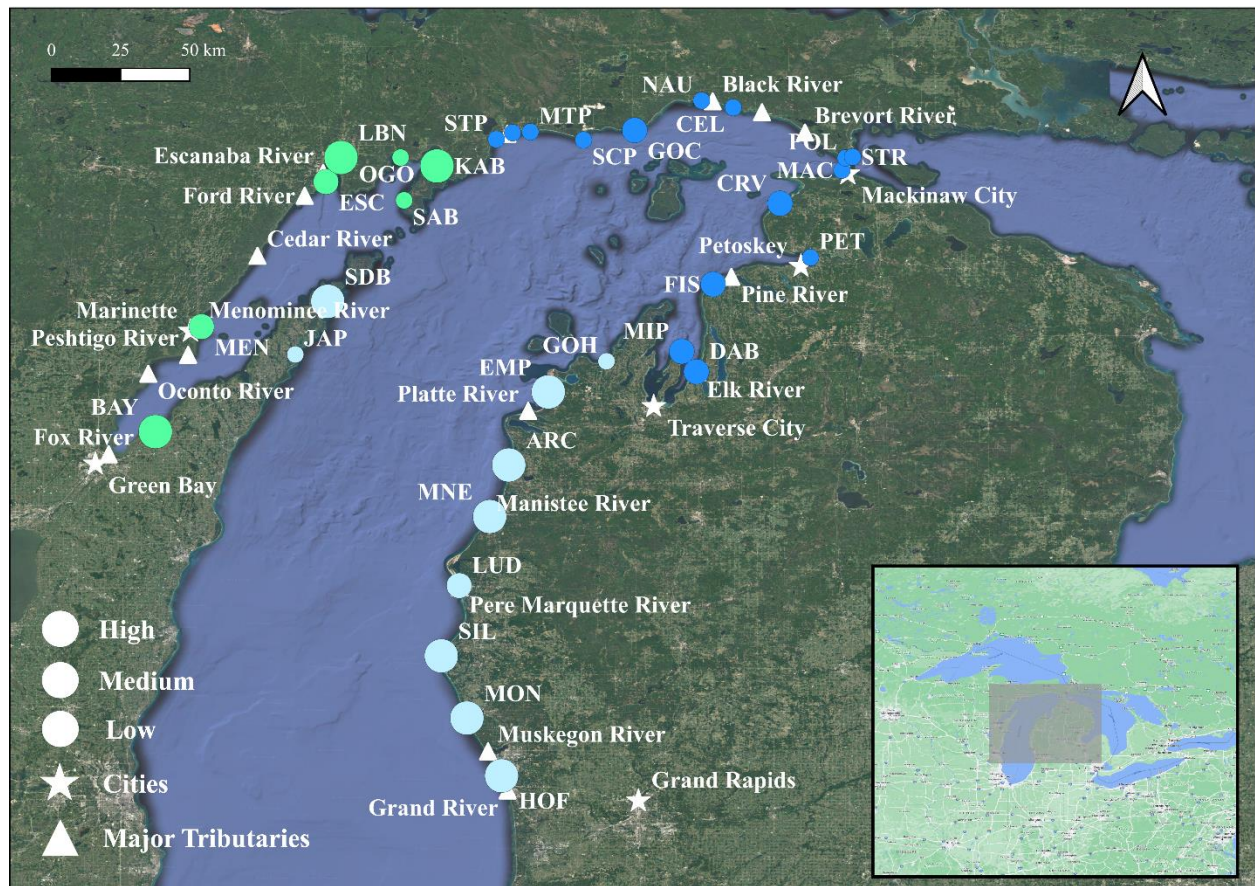 0 25 50 km
NAU
Black River
LBN
STP
MTP
CEL
Brevort River
Escanaba River
OGO
KAB
L
SCP
GOC
POL
STR
MAC
Ford River
ESC
SAB
CRV
Mackinaw City
Cedar River
Petoskey
PET
SDB
FIS
Pine River
Marinette
Menominee River
Peshtigo River
MEN
JAP
GOH
MIP
DAB
EMP
Oconto River
Platte River
Elk River
BAY
Traverse City
Fox River
ARC
Green Bay
MNE
Manistee River
LUD
Pere Marquette River
High
SIL
Medium
MON
Low
Muskegon River
Cities
Grand Rapids
Grand River
HOF
Major Tributaries